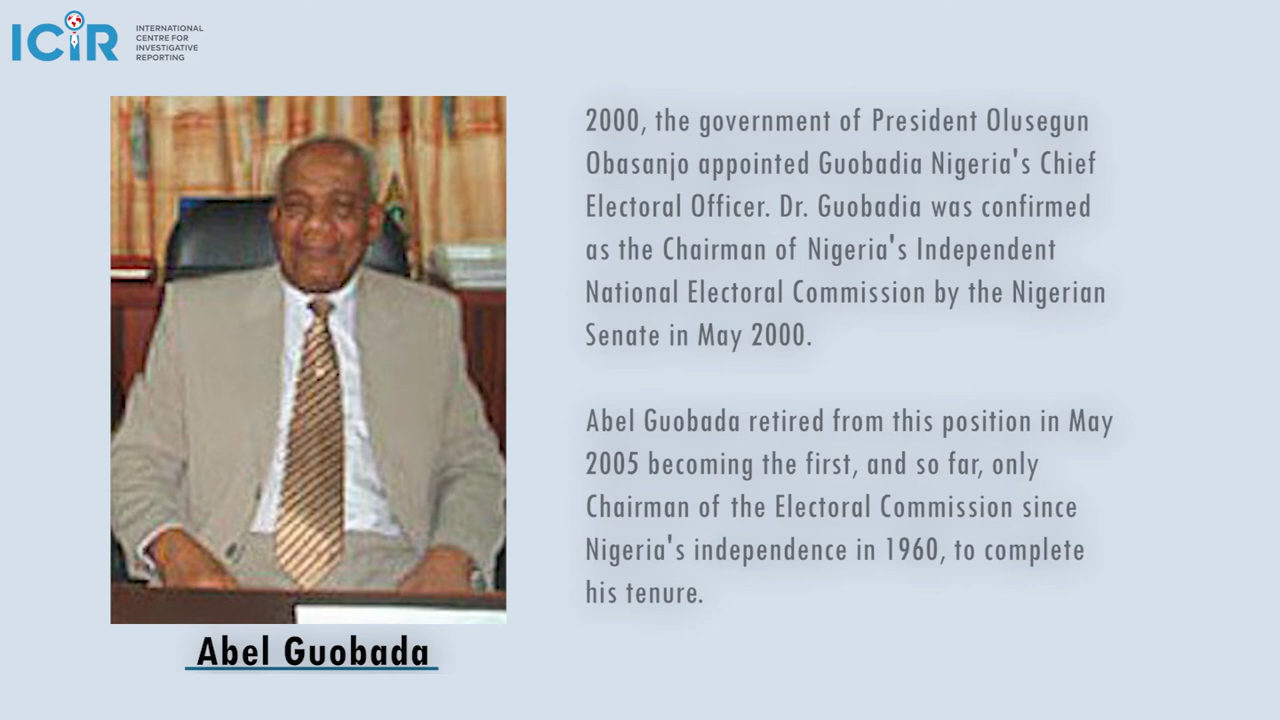 ICiR
INTERNATIONAL
CENTRE FOR
INVESTIGATIVE
REPORTING
2000, the government of President Olusegun
Obasanjo appointed Guobadia Nigeria's Chief
Electoral Officer. Dr. Guobadia was confirmed
as the Chairman of Nigeria's Independent
National Electoral Commission by the Nigerian
Senate in May 2000.
Abel Guobada retired from this position in May
2005 becoming the first, and so far, only
Chairman of the Electoral Commission since
Nigeria's independence in 1960, to complete
his tenure.
Abel Guobada